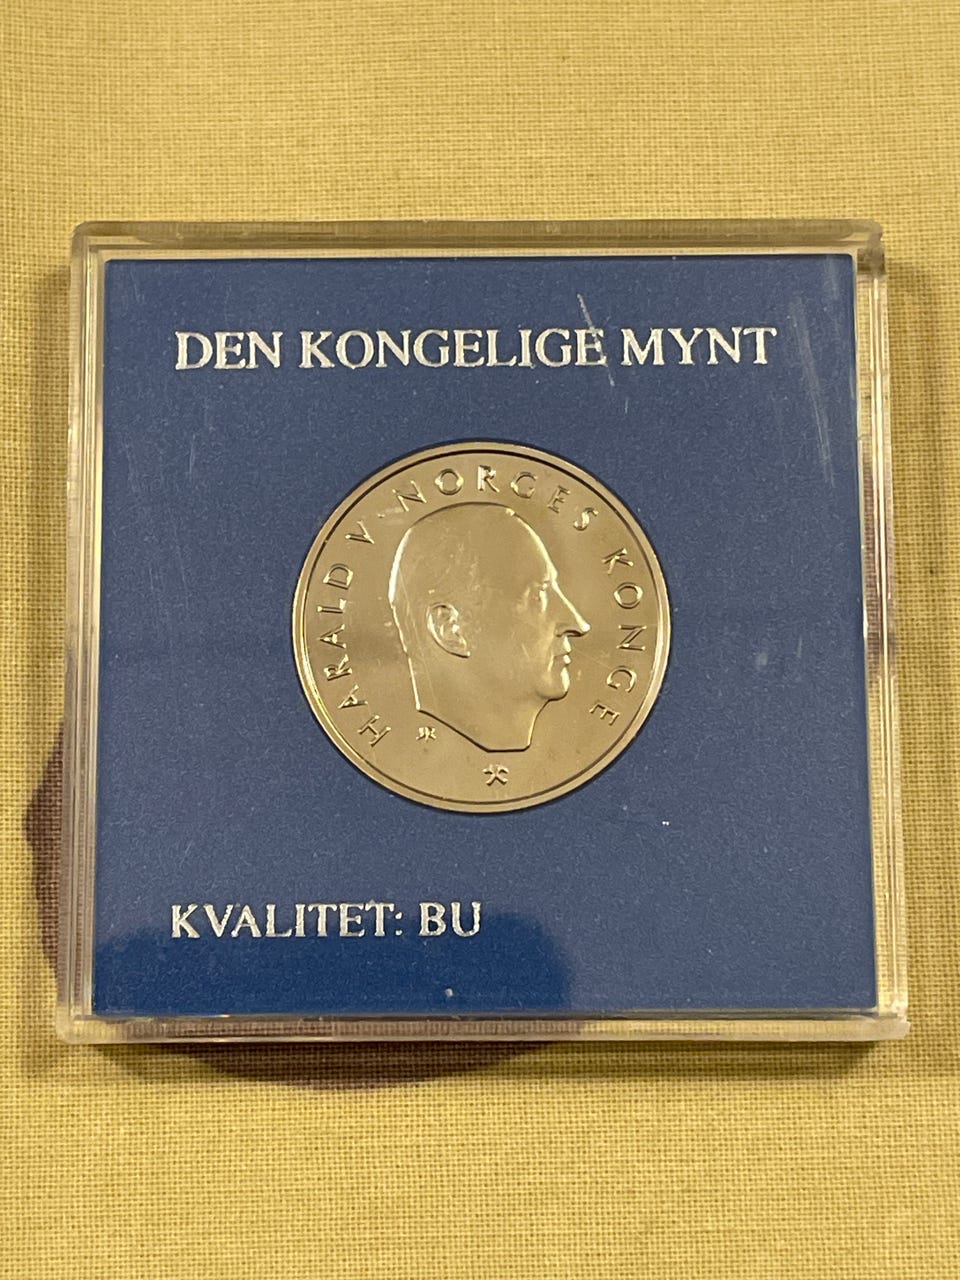 DEN KONGELIGE MYNT
HARALD V · NORGES KONGE
KVALITET: BU